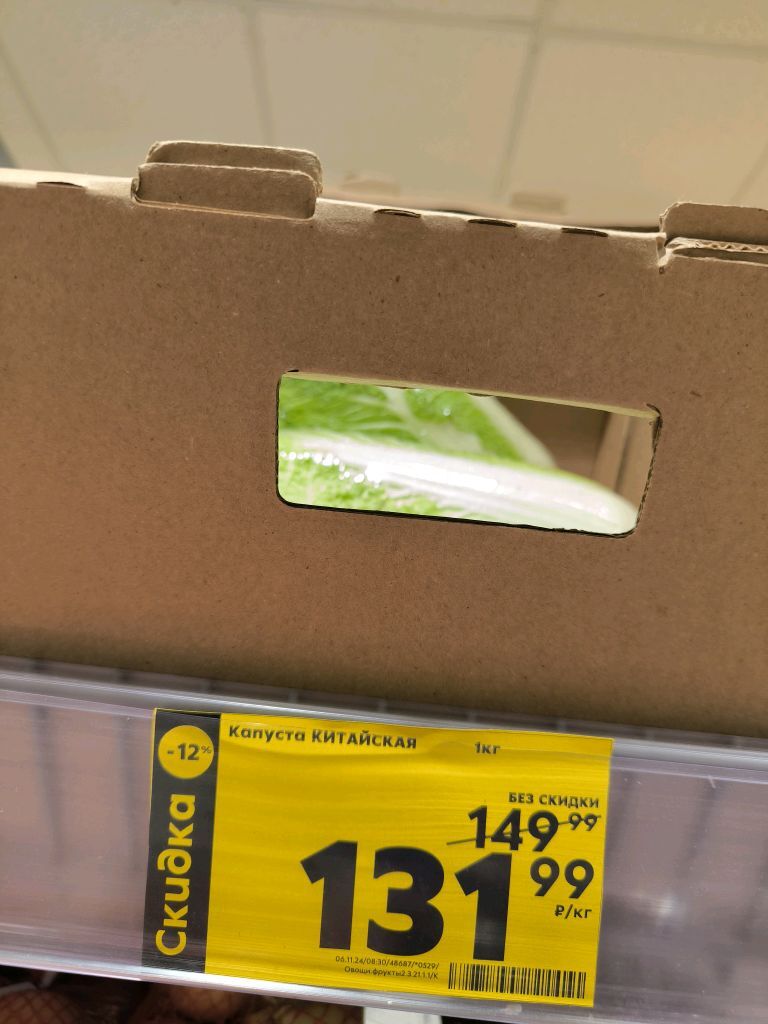 -12%
Скидка
Капуста КИТАЙСКАЯ 1кг
БЕЗ СКИДКИ
149 99
131 99
₽/кг
06.11.24/08:30/48687/*0529/
Овощи.фрукты2.3.21.1.1/К